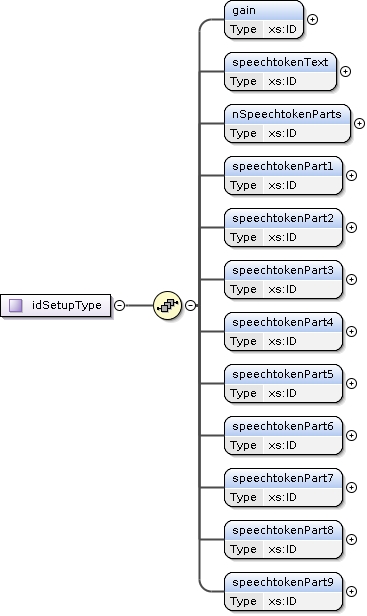 gain
Type xs:ID
speechtokenText
Type xs:ID
nSpeechtokenParts
Type xs:ID
speechtokenPart1
Type xs:ID
speechtokenPart2
Type xs:ID
speechtokenPart3
Type xs:ID
idSetupType
speechtokenPart4
Type xs:ID
speechtokenPart5
Type xs:ID
speechtokenPart6
Type xs:ID
speechtokenPart7
Type xs:ID
speechtokenPart8
Type xs:ID
speechtokenPart9
Type xs:ID